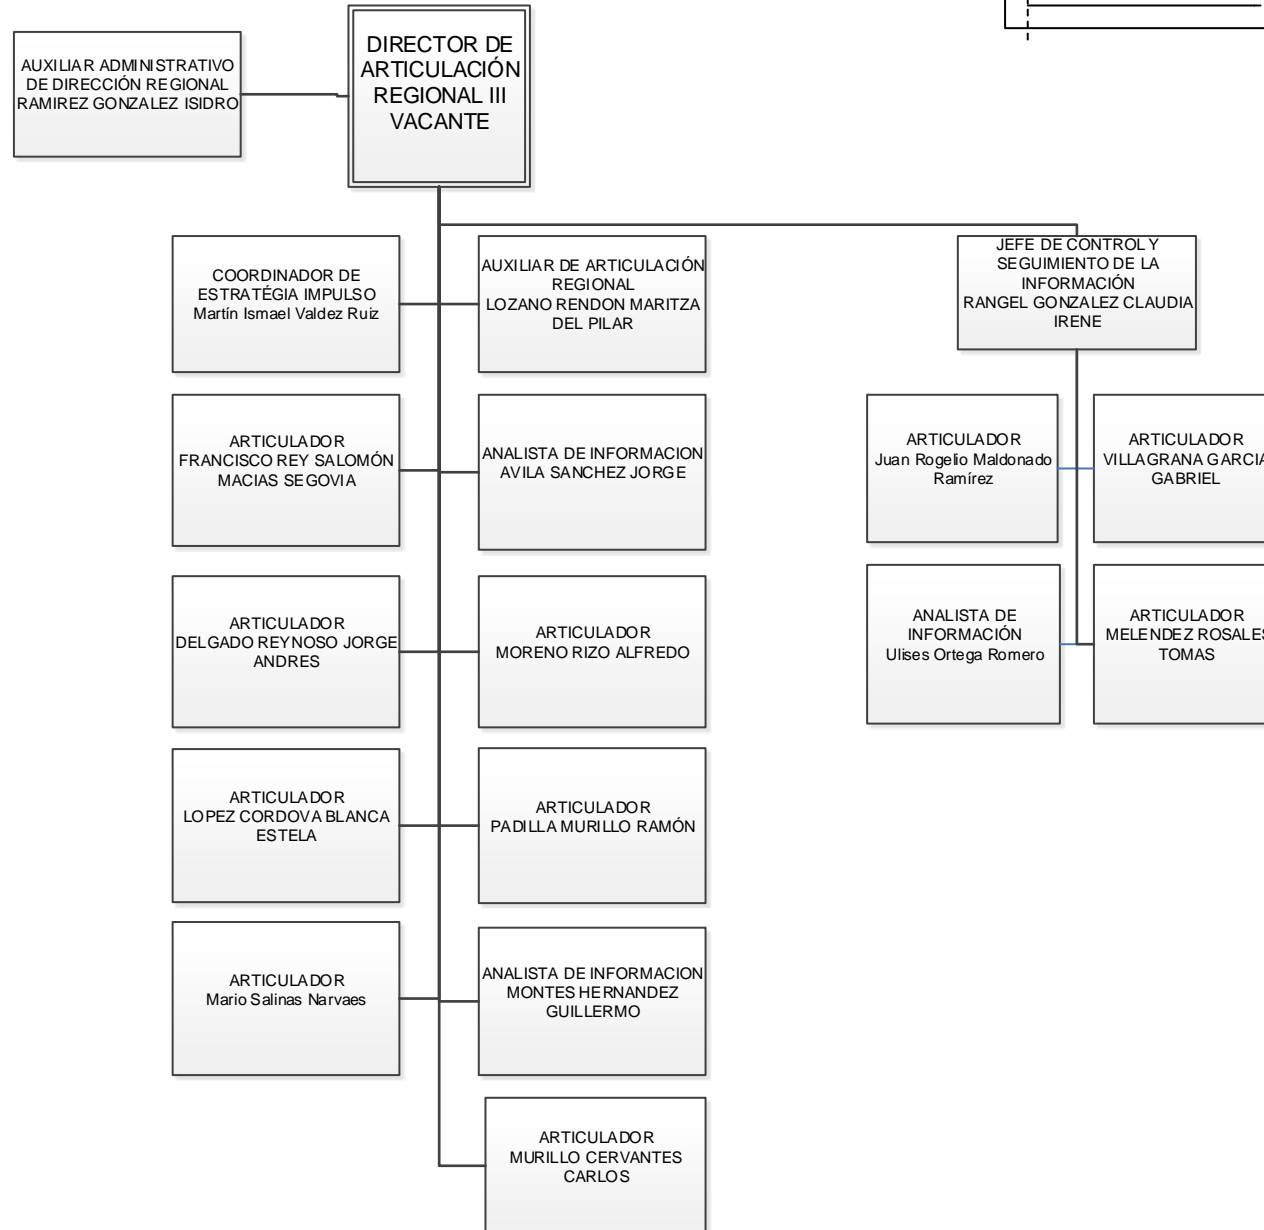 AUXILIAR ADMINISTRATIVO
DE DIRECCIÓN REGIONAL
RAMIREZ GONZALEZ ISIDRO
DIRECTOR DE
ARTICULACIÓN
REGIONAL III
VACANTE
COORDINADOR DE
ESTRATÉGIA IMPULSO
Martín Ismael Valdez Ruiz
AUXILIAR DE ARTICULACIÓN
REGIONAL
LOZANO RENDON MARITZA
DEL PILAR
JEFE DE CONTROL Y
SEGUIMIENTO DE LA
INFORMACIÓN
RANGEL GONZALEZ CLAUDIA
IRENE
ARTICULADOR
FRANCISCO REY SALOMÓN
MACIAS SEGOVIA
ANALISTA DE INFORMACION
AVILA SANCHEZ JORGE
ARTICULADOR
Juan Rogelio Maldonado
Ramírez
ARTICULADOR
VILLAGRANA GARCIA
GABRIEL
ARTICULADOR
DELGADO REYNOSO JORGE
ANDRES
ARTICULADOR
MORENO RIZO ALFREDO
ANALISTA DE
INFORMACIÓN
Ulises Ortega Romero
ARTICULADOR
MELENDEZ ROSALES
TOMAS
ARTICULADOR
LOPEZ CORDOVA BLANCA
ESTELA
ARTICULADOR
PADILLA MURILLO RAMÓN
ARTICULADOR
Mario Salinas Narvaes
ANALISTA DE INFORMACION
MONTES HERNANDEZ
GUILLERMO
ARTICULADOR
MURILLO CERVANTES
CARLOS